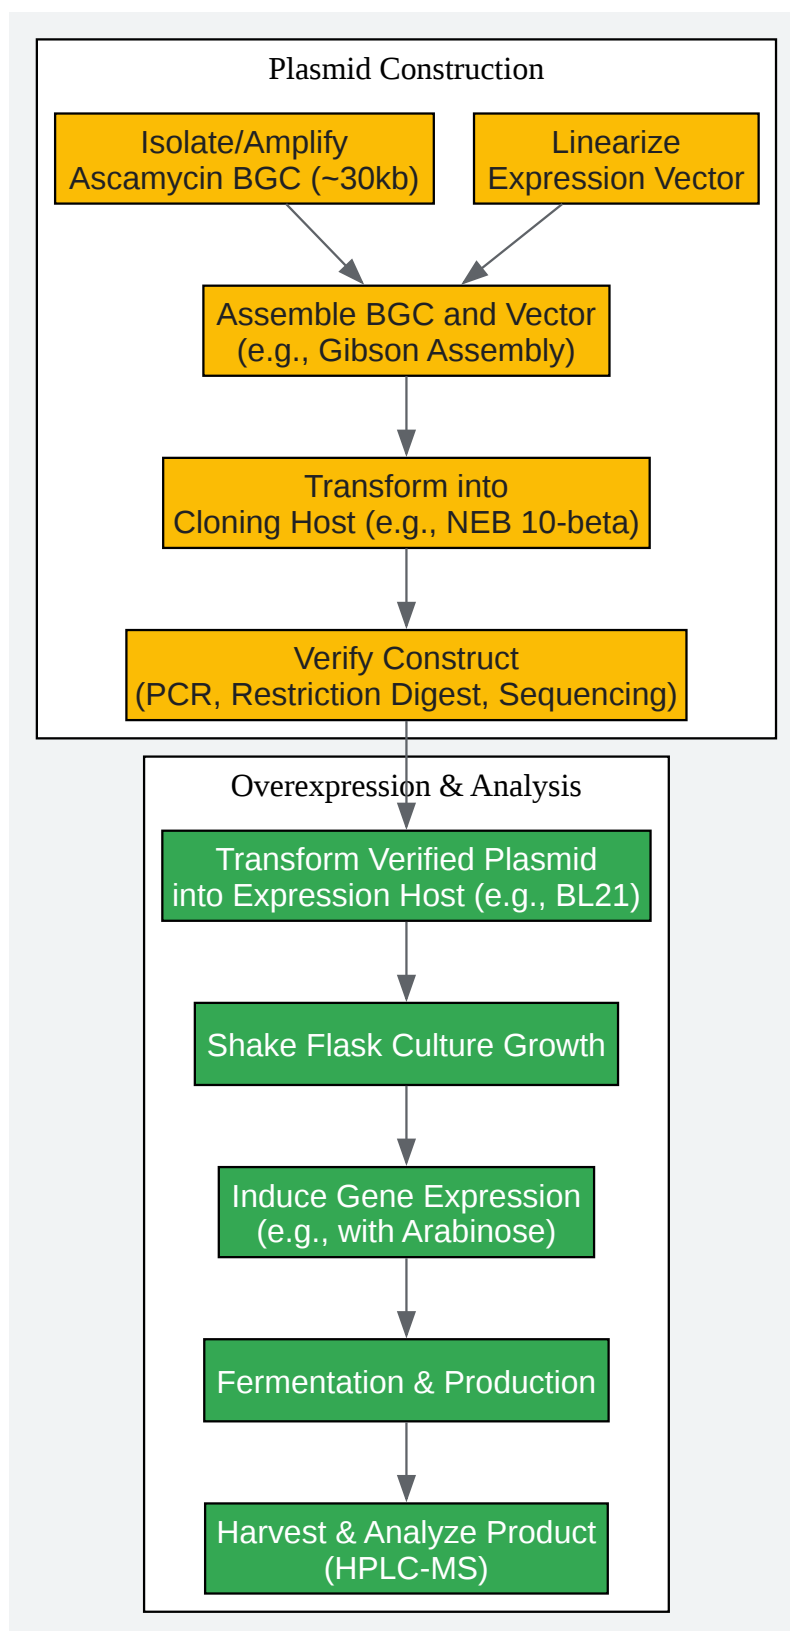 Plasmid Construction
Isolate/Amplify
Ascamycin BGC (~30kb)
Linearize
Expression Vector
Assemble BGC and Vector
(e.g., Gibson Assembly)
Transform into
Cloning Host (e.g., NEB 10-beta)
Verify Construct
(PCR, Restriction Digest, Sequencing)
Overexpression & Analysis
Transform Verified Plasmid
into Expression Host (e.g., BL21)
Shake Flask Culture Growth
Induce Gene Expression
(e.g., with Arabinose)
Fermentation & Production
Harvest & Analyze Product
(HPLC-MS)